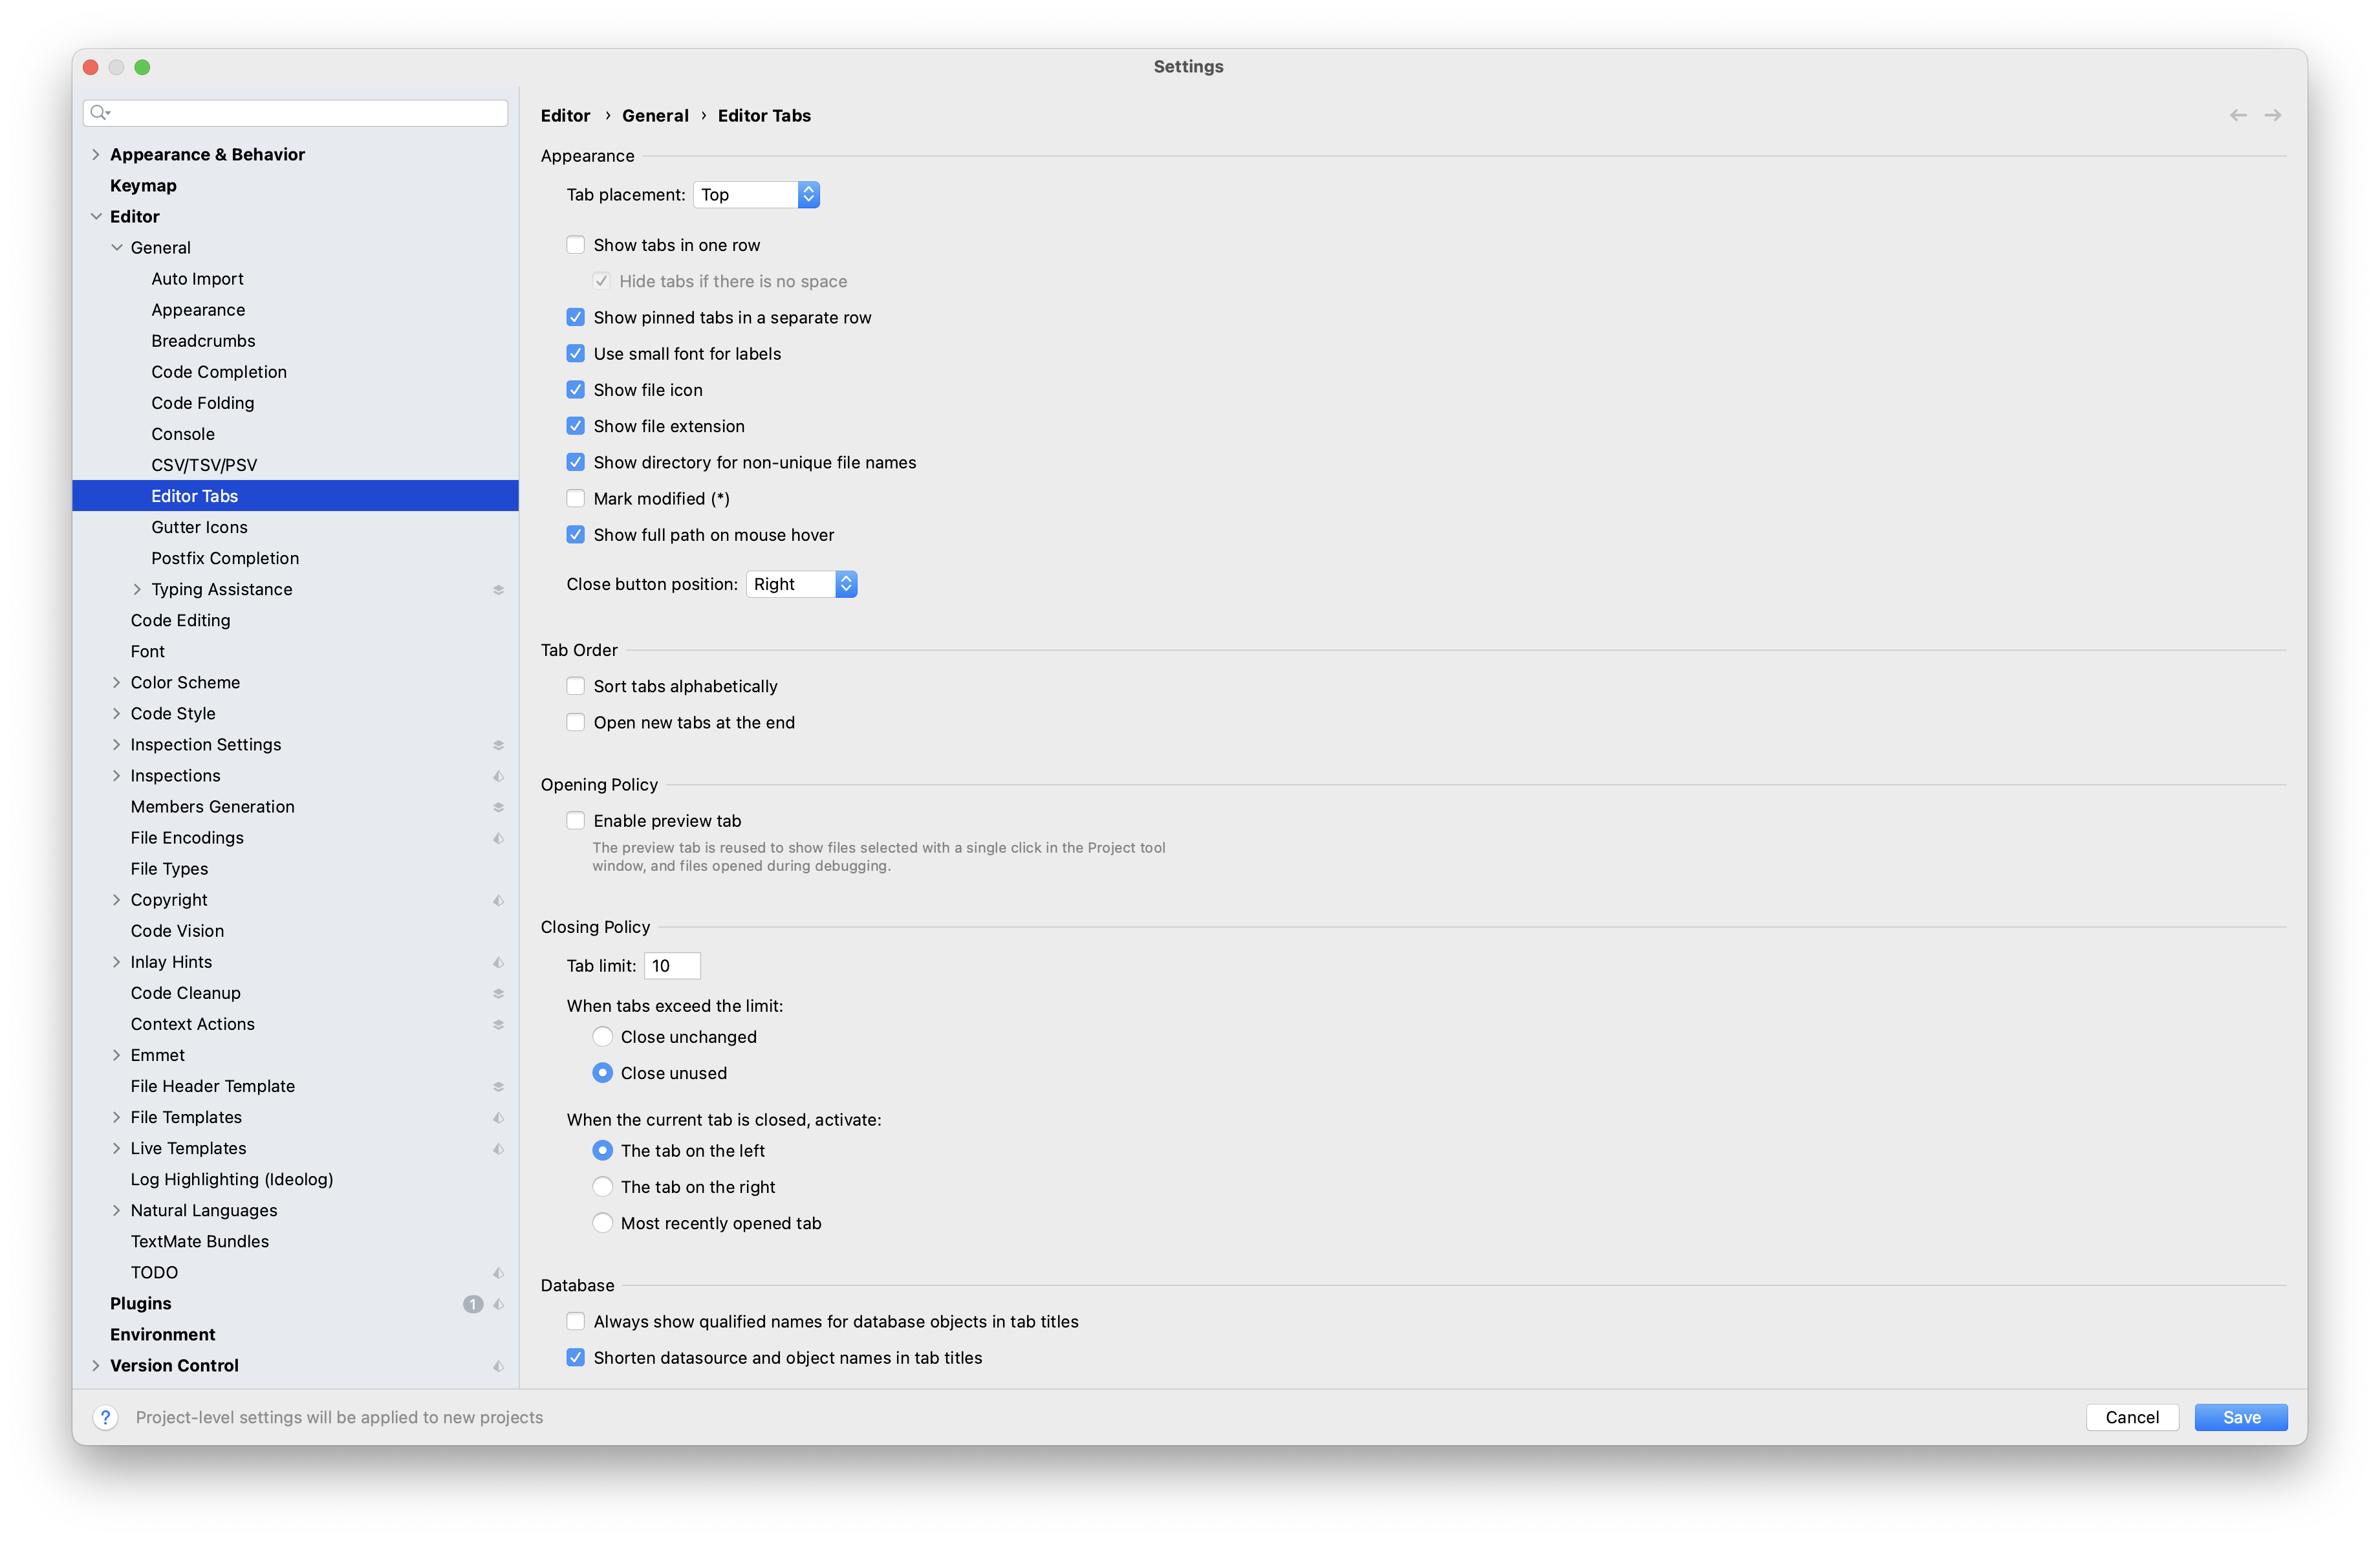 Settings
Appearance & Behavior
Keymap
Editor
General
Auto Import
Appearance
Breadcrumbs
Code Completion
Code Folding
Console
CSV/TSV/PSV
Editor Tabs
Gutter Icons
Postfix Completion
Typing Assistance
Code Editing
Font
Color Scheme
Code Style
Inspection Settings
Inspections
Members Generation
File Encodings
File Types
Copyright
Code Vision
Inlay Hints
Code Cleanup
Context Actions
Emmet
File Header Template
File Templates
Live Templates
Log Highlighting (Ideolog)
Natural Languages
TextMate Bundles
TODO
Plugins 1
Environment
Version Control
Editor › General › Editor Tabs
Appearance
Tab placement: Top
Show tabs in one row
Hide tabs if there is no space
Show pinned tabs in a separate row
Use small font for labels
Show file icon
Show file extension
Show directory for non-unique file names
Mark modified (*)
Show full path on mouse hover
Close button position: Right
Tab Order
Sort tabs alphabetically
Open new tabs at the end
Opening Policy
Enable preview tab
The preview tab is reused to show files selected with a single click in the Project tool
window, and files opened during debugging.
Closing Policy
Tab limit: 10
When tabs exceed the limit:
Close unchanged
Close unused
When the current tab is closed, activate:
The tab on the left
The tab on the right
Most recently opened tab
Database
Always show qualified names for database objects in tab titles
Shorten datasource and object names in tab titles
? Project-level settings will be applied to new projects
Cancel Save